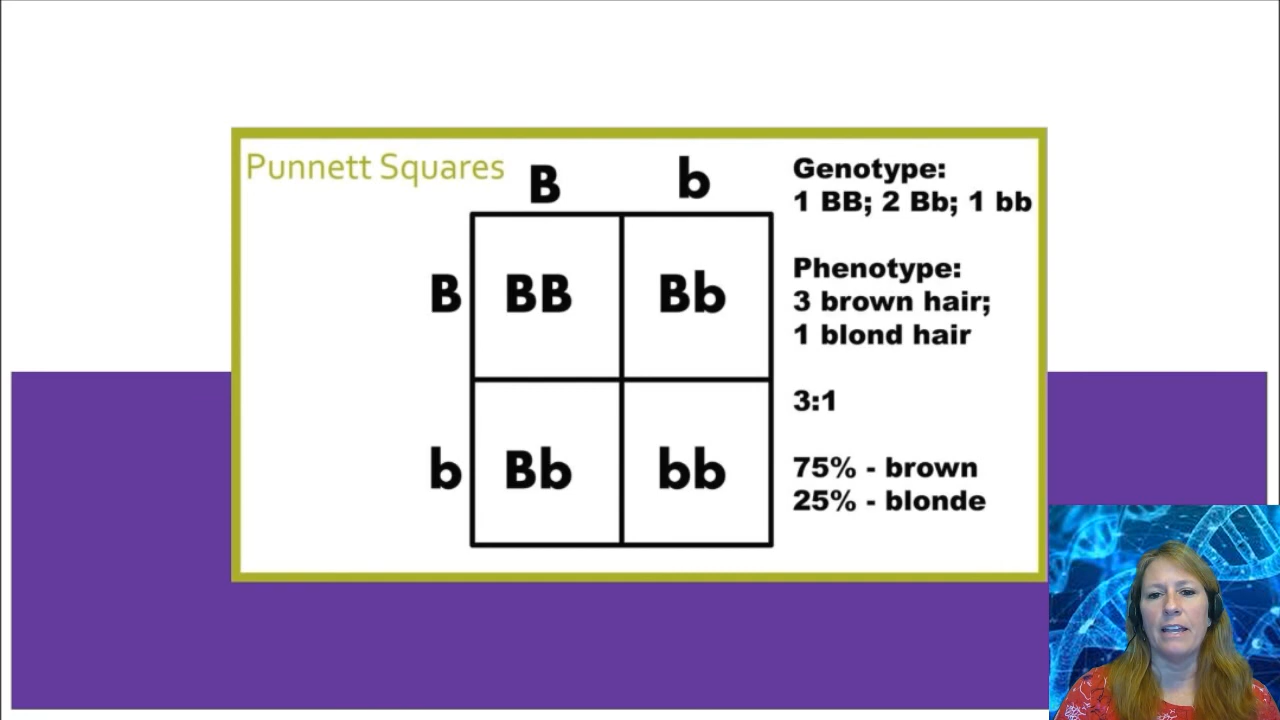 Punnett Squares
B b
B BB Bb
b Bb bb
Genotype:
1 BB; 2 Bb; 1 bb
Phenotype:
3 brown hair;
1 blond hair
3:1
75% - brown
25% - blonde